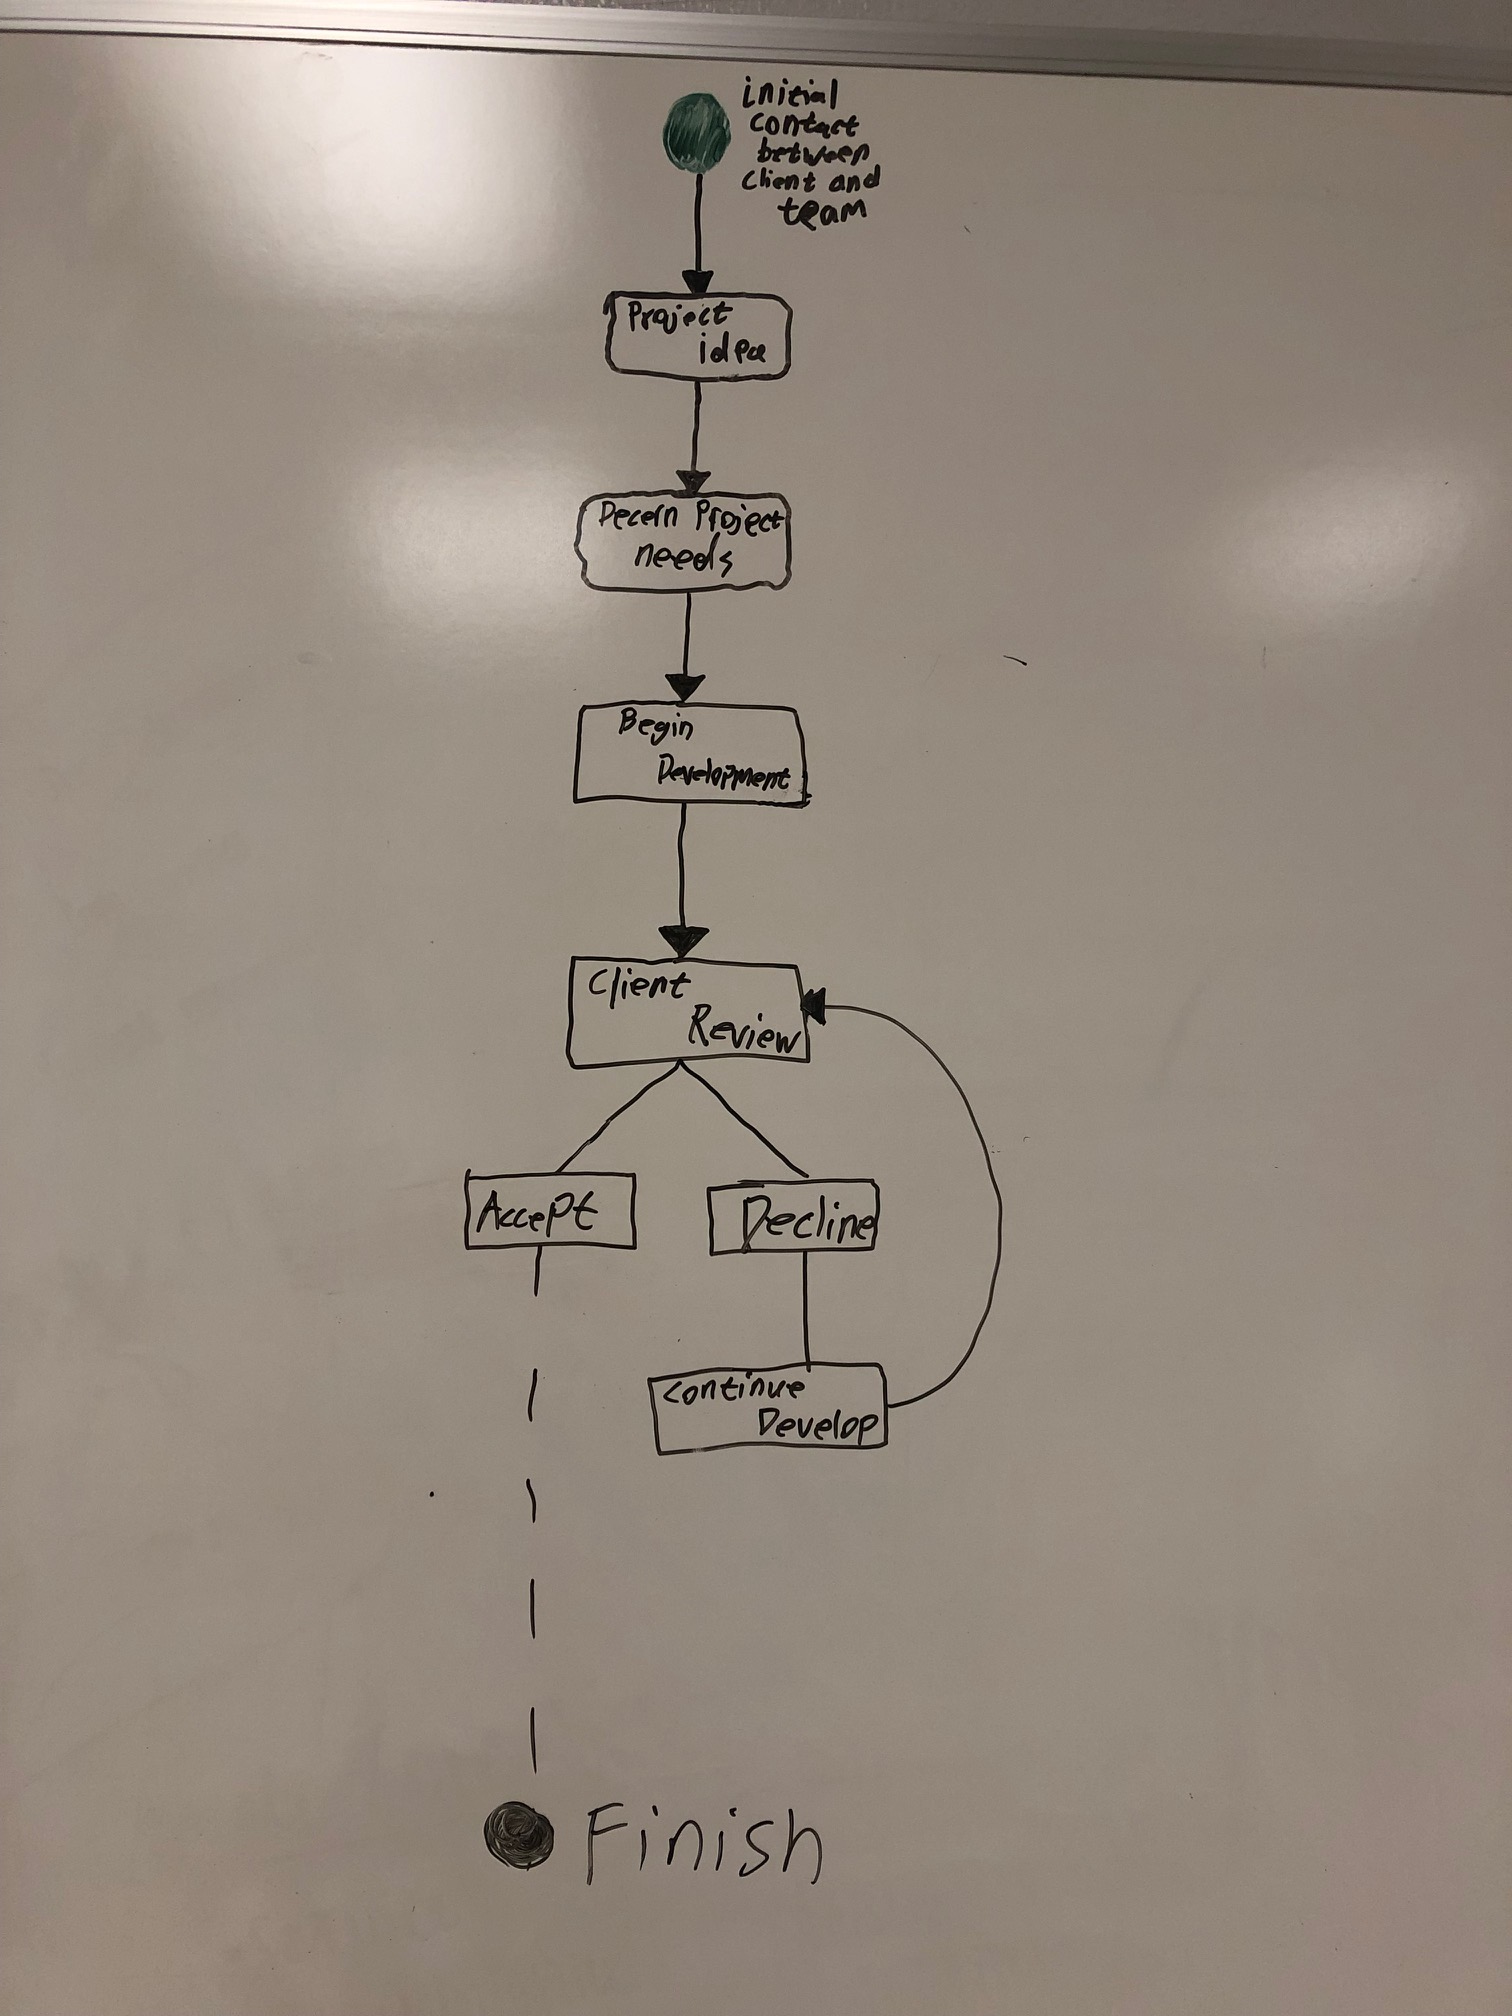 initial
contact
between
client and
team
Project
idea
Decern Project
needs
Begin
Development
Client
Review
Accept
Decline
Continue
Develop
Finish